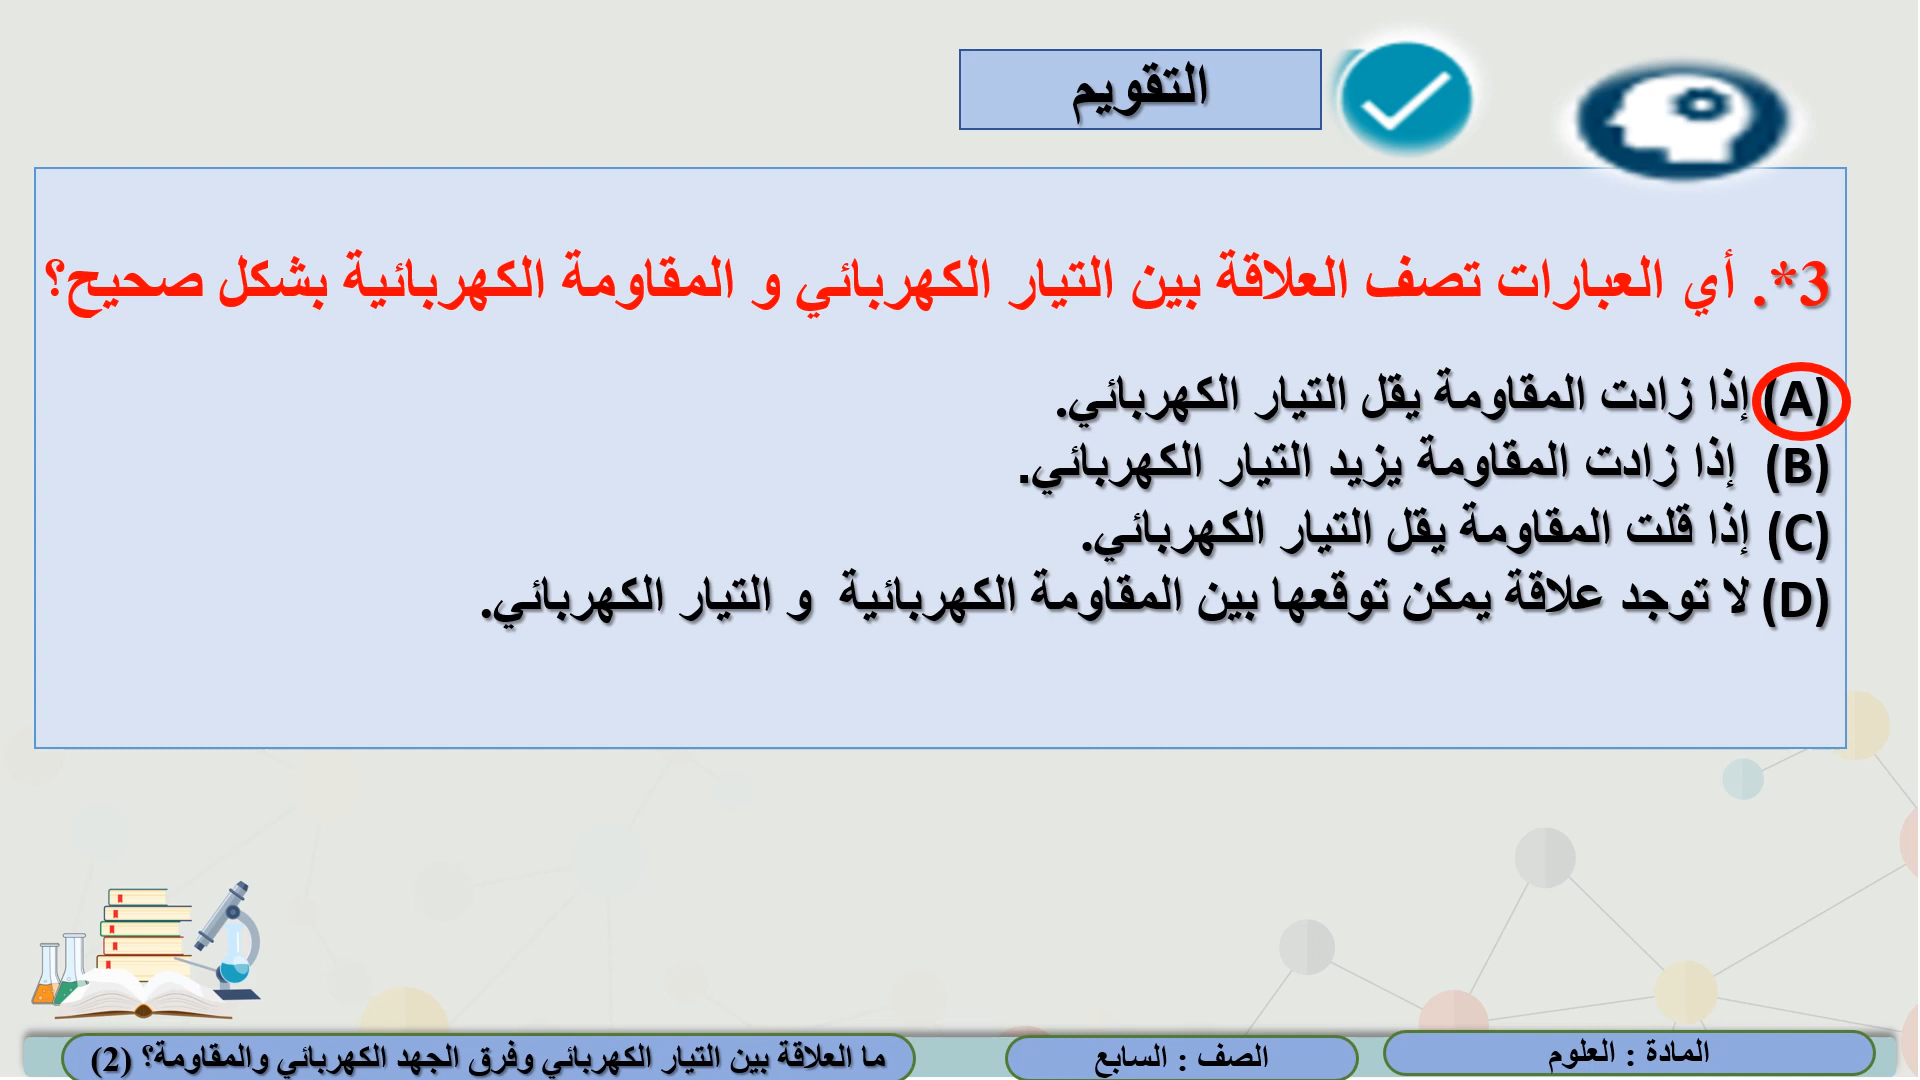 التقويم
3*. أي العبارات تصف العلاقة بين التيار الكهربائي و المقاومة الكهربائية بشكل صحيح؟
(A) إذا زادت المقاومة يقل التيار الكهربائي.
(B) إذا زادت المقاومة يزيد التيار الكهربائي.
(C) إذا قلت المقاومة يقل التيار الكهربائي.
(D) لا توجد علاقة يمكن توقعها بين المقاومة الكهربائية و التيار الكهربائي.
المادة : العلوم
الصف : السابع
ما العلاقة بين التيار الكهربائي وفرق الجهد الكهربائي والمقاومة؟ (2)